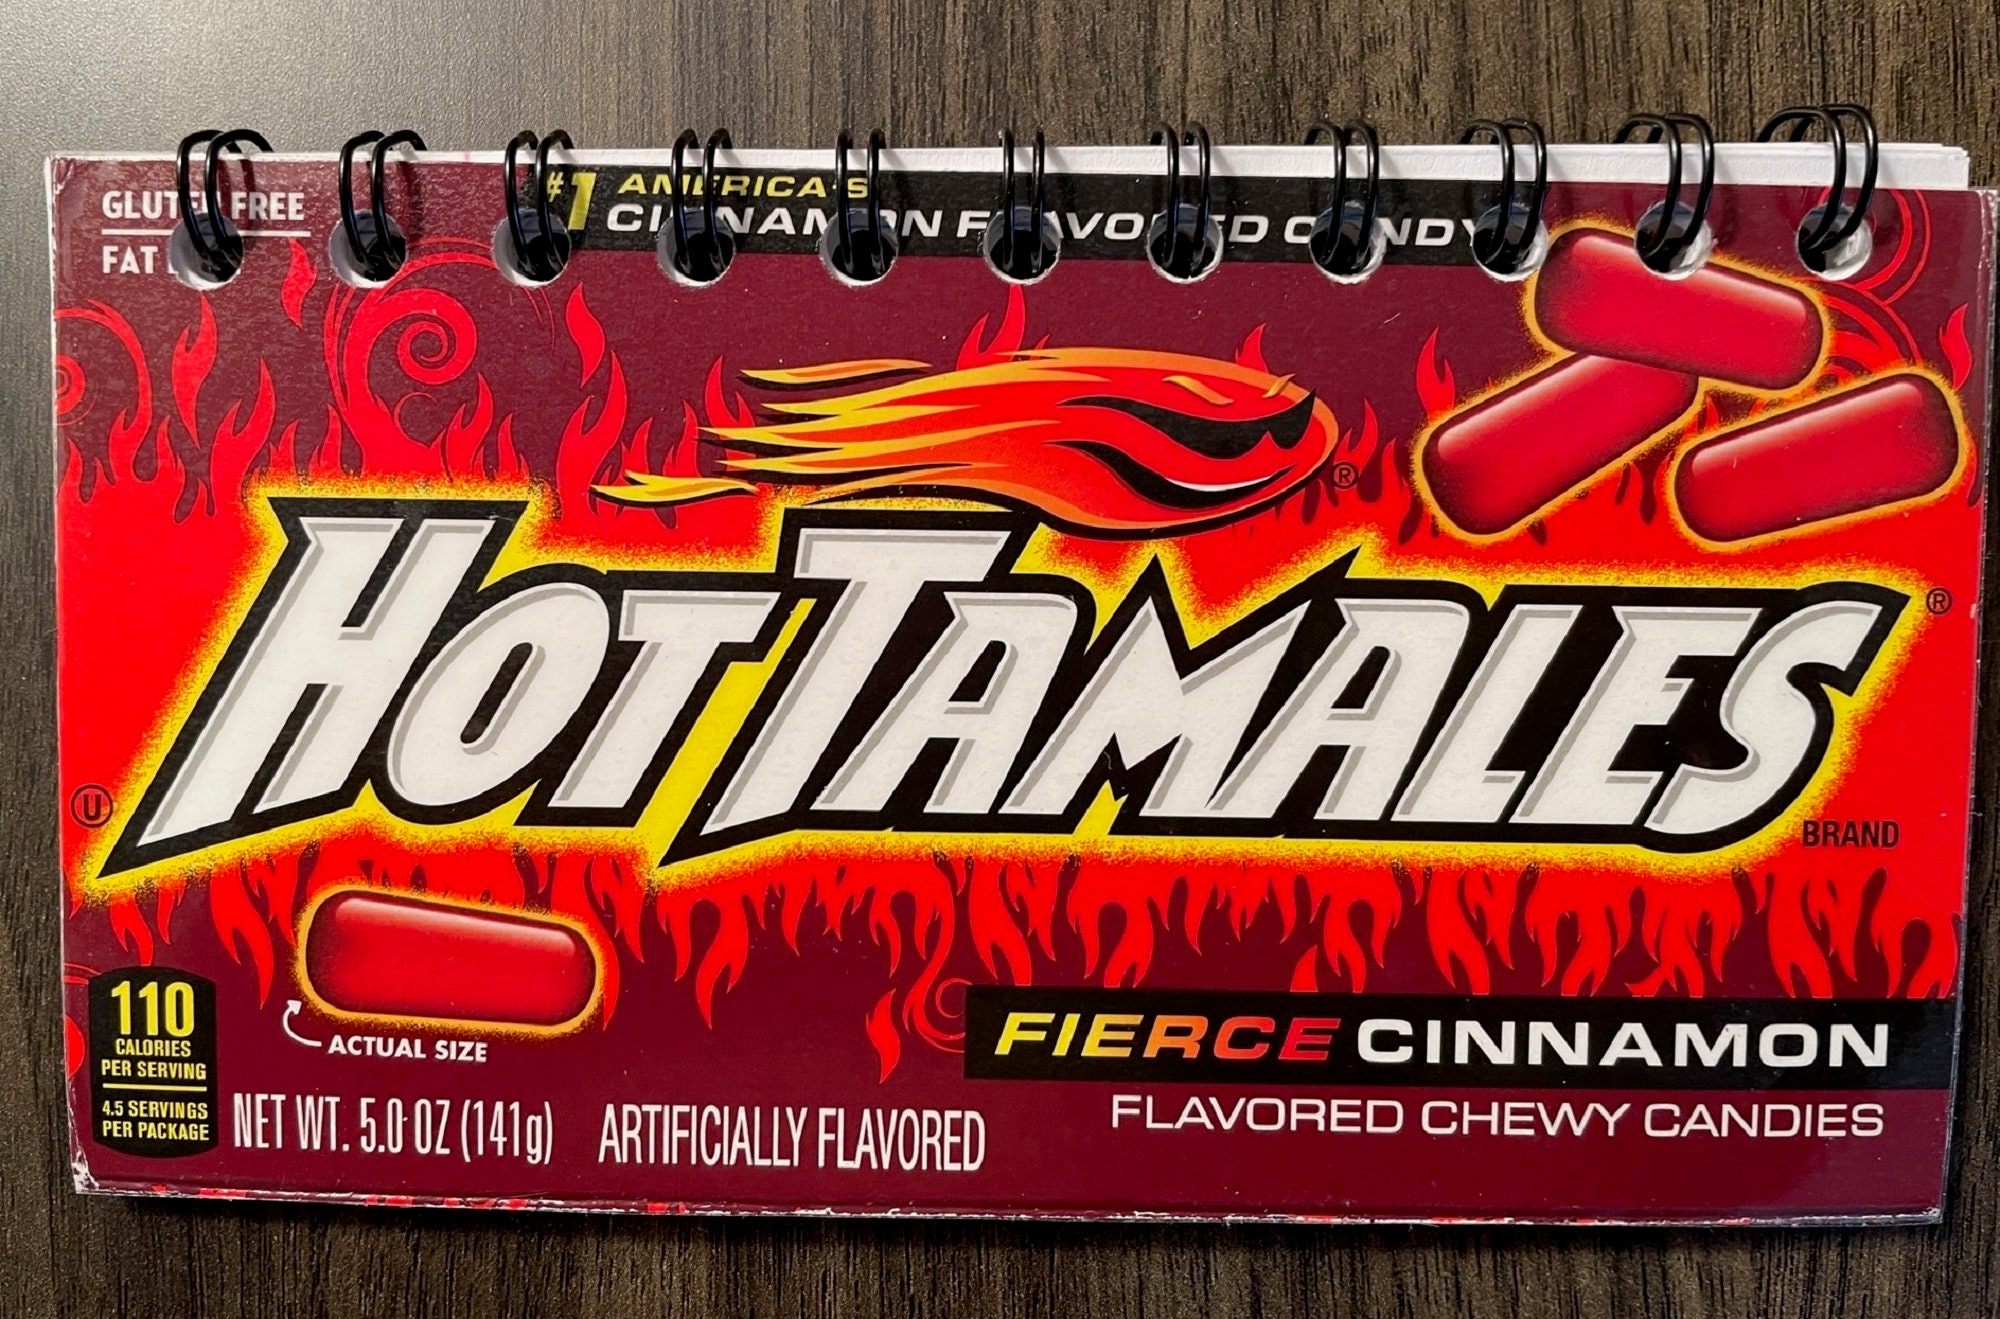 GLUTEN FREE
FAT
#1 AMERICA'S
CINNAMON FLAVORED CANDY
®
HOT TAMALES ®
U
BRAND
110
CALORIES
PER SERVING
4.5 SERVINGS
PER PACKAGE
ACTUAL SIZE
NET WT. 5.0 OZ (141g)
ARTIFICIALLY FLAVORED
FIERCE CINNAMON
FLAVORED CHEWY CANDIES